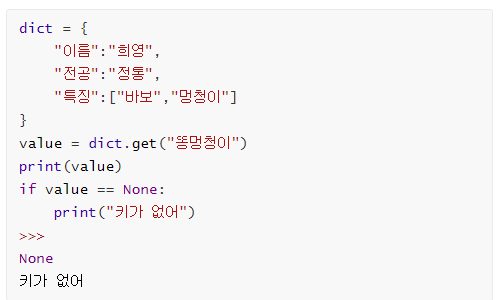 dict = {
    "이름":"희영",
    "전공":"정통",
    "특징":["바보","멍청이"]
}
value = dict.get("똥멍청이")
print(value)
if value == None:
    print("키가 없어")
>>>
None
키가 없어